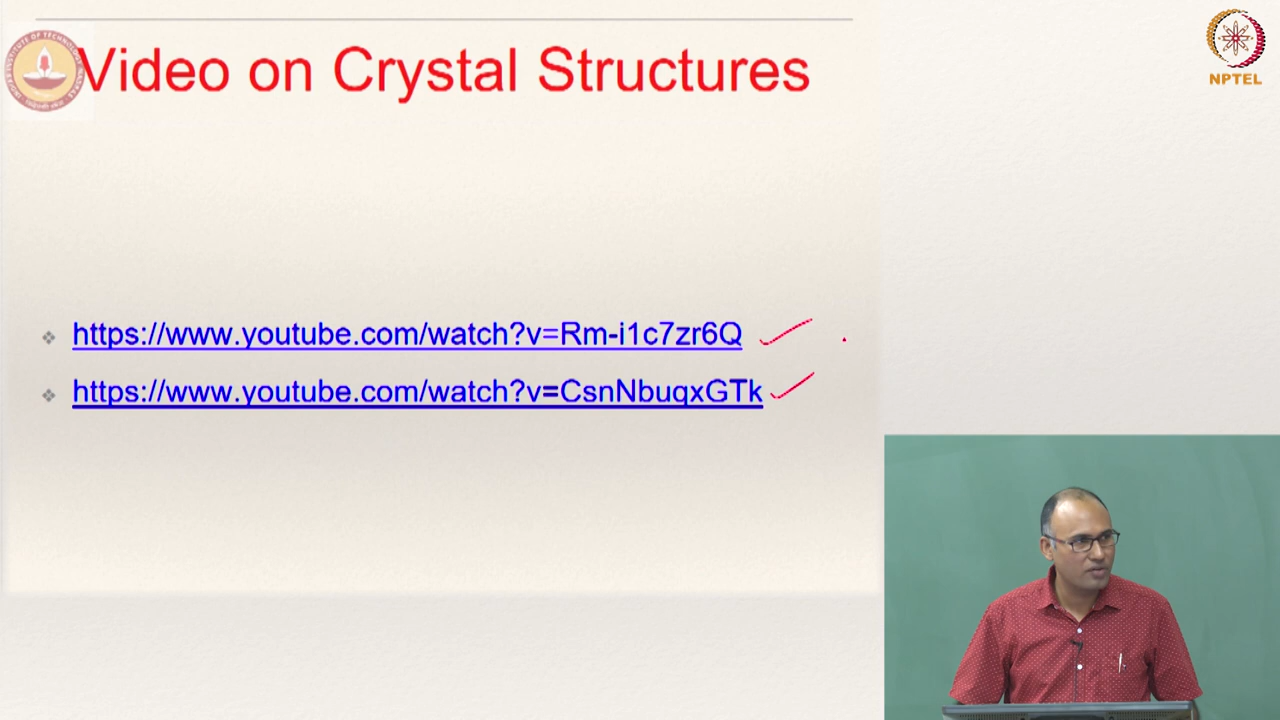 Video on Crystal Structures
NPTEL
https://www.youtube.com/watch?v=Rm-i1c7zr6Q
https://www.youtube.com/watch?v=CsnNbuqxGTk